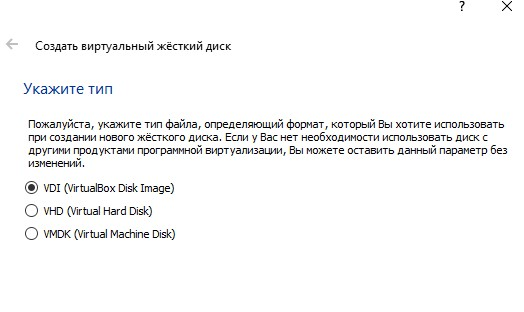 ?
Создать виртуальный жёсткий диск
Укажите тип
Пожалуйста, укажите тип файла, определяющий формат, который Вы хотите использовать
при создании нового жёсткого диска. Если у Вас нет необходимости использовать диск с
другими продуктами программной виртуализации, Вы можете оставить данный параметр без
изменений.
VDI (VirtualBox Disk Image)
VHD (Virtual Hard Disk)
VMDK (Virtual Machine Disk)